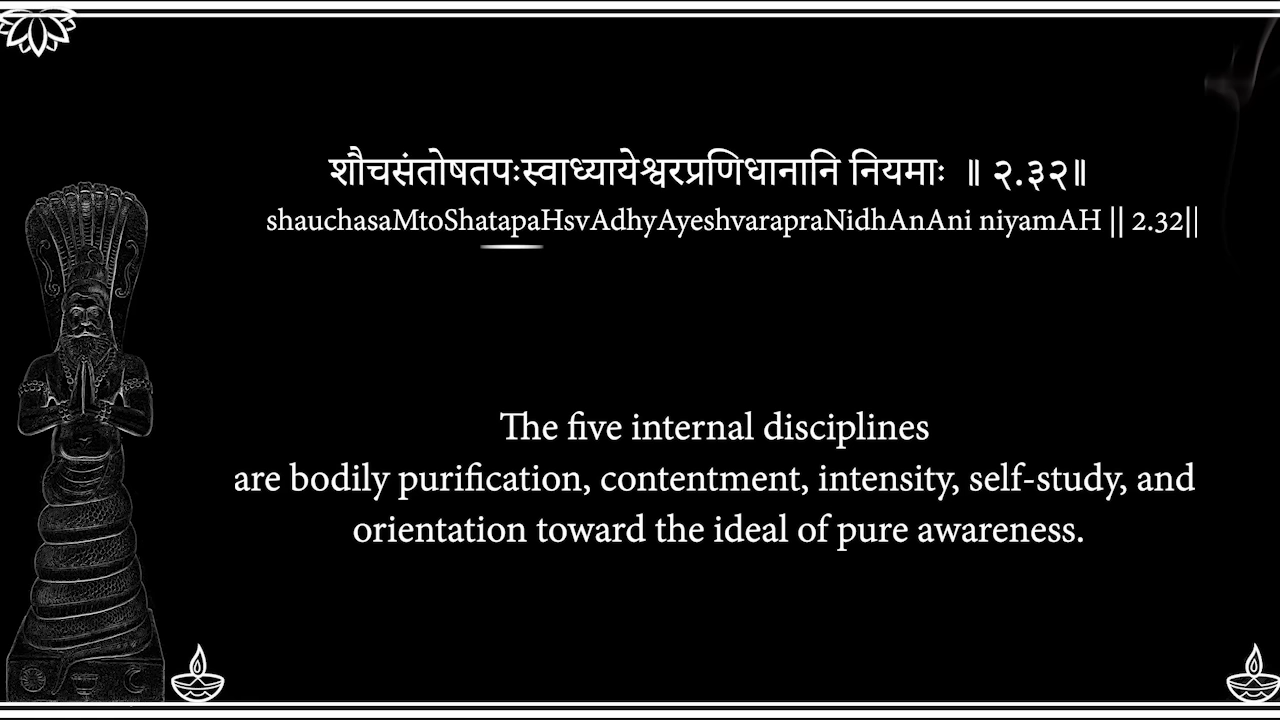 शौचसंतोषतपःस्वाध्यायेश्वरप्रणिधानानि नियमाः ॥ २.३२॥
shauchasaMtoShatapaHsvAdhyAyeshvarapraNidhAnAni niyamAH || 2.32||
The five internal disciplines
are bodily purification, contentment, intensity, self-study, and
orientation toward the ideal of pure awareness.